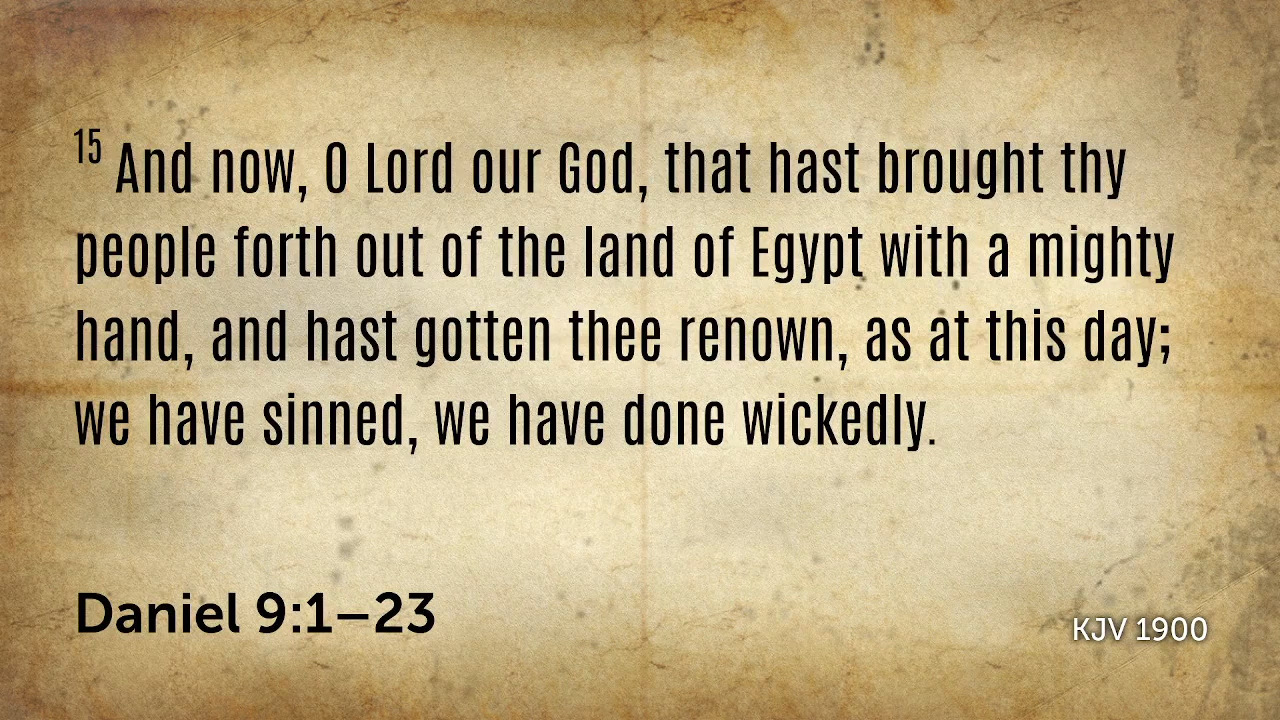 15 And now, O Lord our God, that hast brought thy
people forth out of the land of Egypt with a mighty
hand, and hast gotten thee renown, as at this day;
we have sinned, we have done wickedly.
Daniel 9:1–23
KJV 1900